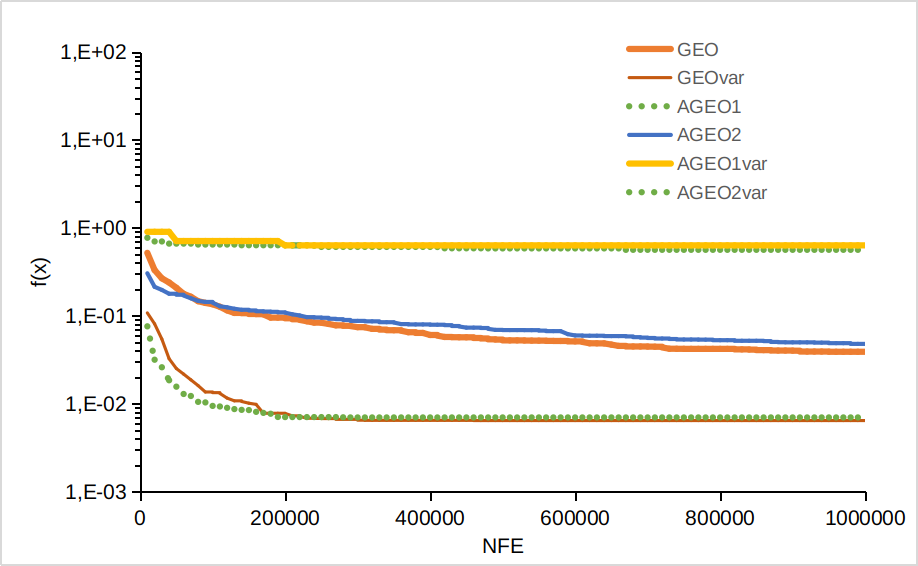 1,E+02
1,E+01
1,E+00
1,E-01
1,E-02
1,E-03
f(x)
0
200000
400000
600000
800000
1000000
NFE
GEO
GEOvar
AGEO1
AGEO2
AGEO1var
AGEO2var